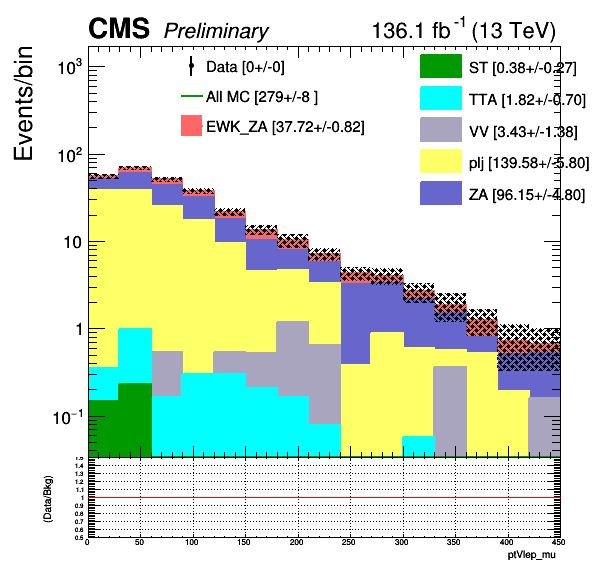 CMS Preliminary 136.1 fb⁻¹ (13 TeV)
Events/bin
10³
10²
10
1
10⁻¹
Data [0+/-0]
All MC [279+/-8 ]
EWK_ZA [37.72+/-0.82]
ST [0.38+/-0.27]
TTA [1.82+/-0.70]
VV [3.43+/-1.38]
plj [139.58+/-5.80]
ZA [96.15+/-4.80]
(Data/Bkg)
1.5
1.4
1.3
1.2
1.1
1
0.9
0.8
0.7
0.6
0.5
0 50 100 150 200 250 300 350 400 450
ptVlep_mu